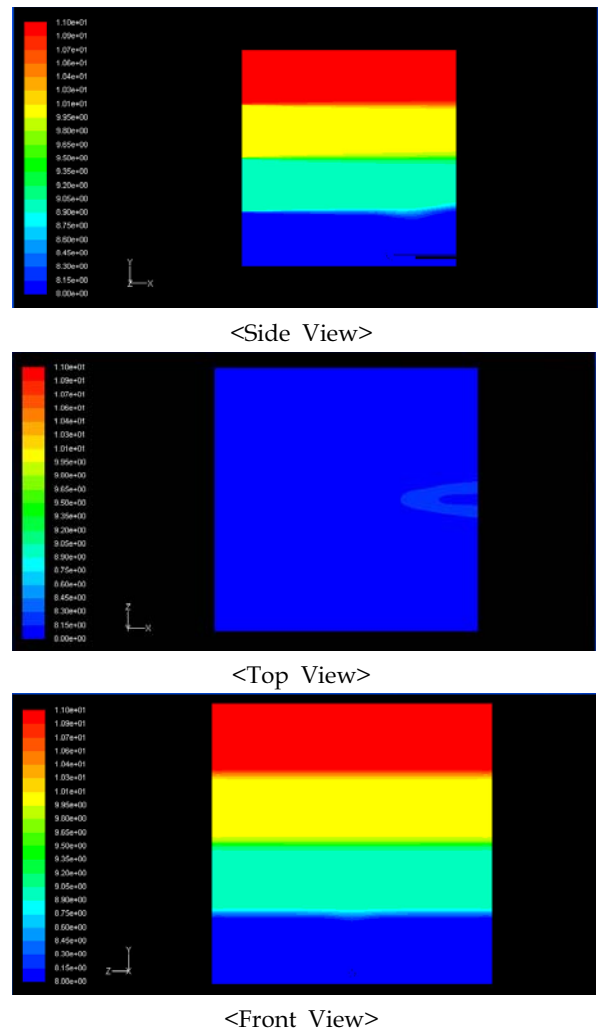 1.10e+01
1.09e+01
1.07e+01
1.06e+01
1.04e+01
1.03e+01
1.01e+01
9.95e+00
9.80e+00
9.65e+00
9.50e+00
9.35e+00
9.20e+00
9.05e+00
8.90e+00
8.75e+00
8.60e+00
8.45e+00
8.30e+00
8.15e+00
8.00e+00
Y
Z X
<Side View>
1.10e+01
1.09e+01
1.07e+01
1.06e+01
1.04e+01
1.03e+01
1.01e+01
9.95e+00
9.80e+00
9.65e+00
9.50e+00
9.35e+00
9.20e+00
9.05e+00
8.90e+00
8.75e+00
8.60e+00
8.45e+00
8.30e+00
8.15e+00
8.00e+00
Z
Y X
<Top View>
1.10e+01
1.09e+01
1.07e+01
1.06e+01
1.04e+01
1.03e+01
1.01e+01
9.95e+00
9.80e+00
9.65e+00
9.50e+00
9.35e+00
9.20e+00
9.05e+00
8.90e+00
8.75e+00
8.60e+00
8.45e+00
8.30e+00
8.15e+00
8.00e+00
Y
Z X
<Front View>